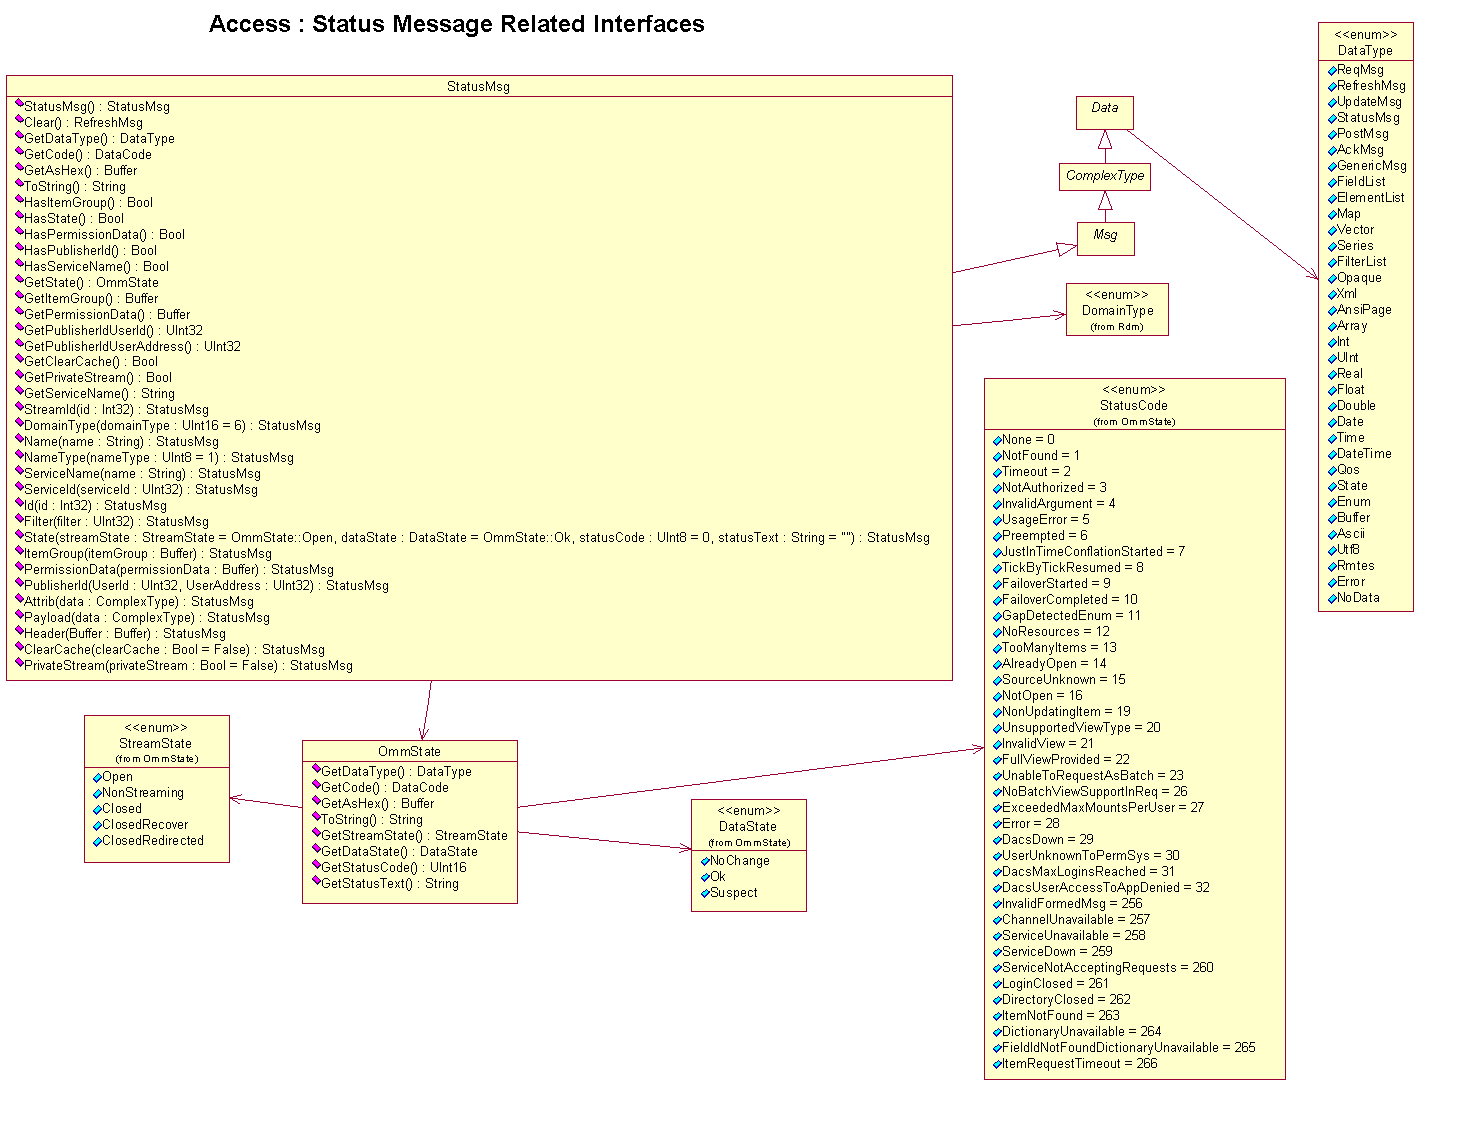 Access : Status Message Related Interfaces
StatusMsg
StatusMsg() : StatusMsg
Clear() : RefreshMsg
GetDataType() : DataType
GetCode() : DataCode
GetAsHex() : Buffer
ToString() : String
HasItemGroup() : Bool
HasState() : Bool
HasPermissionData() : Bool
HasPublisherId() : Bool
HasServiceName() : Bool
GetState() : OmmState
GetItemGroup() : Buffer
GetPermissionData() : Buffer
GetPublisherIdUserId() : UInt32
GetPublisherIdUserAddress() : UInt32
GetClearCache() : Bool
GetPrivateStream() : Bool
GetServiceName() : String
StreamId(id : Int32) : StatusMsg
DomainType(domainType : UInt16 = 6) : StatusMsg
Name(name : String) : StatusMsg
NameType(nameType : UInt8 = 1) : StatusMsg
ServiceName(name : String) : StatusMsg
ServiceId(serviceId : UInt32) : StatusMsg
Id(id : Int32) : StatusMsg
Filter(filter : UInt32) : StatusMsg
State(streamState : StreamState = OmmState::Open, dataState : DataState = OmmState::Ok, statusCode : UInt8 = 0, statusText : String = "") : StatusMsg
ItemGroup(itemGroup : Buffer) : StatusMsg
PermissionData(permissionData : Buffer) : StatusMsg
PublisherId(UserId : UInt32, UserAddress : UInt32) : StatusMsg
Attrib(data : ComplexType) : StatusMsg
Payload(data : ComplexType) : StatusMsg
Header(Buffer : Buffer) : StatusMsg
ClearCache(clearCache : Bool = False) : StatusMsg
PrivateStream(privateStream : Bool = False) : StatusMsg
Data
ComplexType
Msg
<<enum>>
DomainType
(from Rdm)
<<enum>>
DataType
ReqMsg
RefreshMsg
UpdateMsg
StatusMsg
PostMsg
AckMsg
GenericMsg
FieldList
ElementList
Map
Vector
Series
FilterList
Opaque
Xml
AnsiPage
Array
Int
UInt
Real
Float
Double
Date
Time
DateTime
Qos
State
Enum
Buffer
Ascii
Utf8
Rmtes
Error
NoData
<<enum>>
StatusCode
(from OmmState)
None = 0
NotFound = 1
Timeout = 2
NotAuthorized = 3
InvalidArgument = 4
UsageError = 5
Preempted = 6
JustInTimeConflationStarted = 7
TickByTickResumed = 8
FailoverStarted = 9
FailoverCompleted = 10
GapDetectedEnum = 11
NoResources = 12
TooManyItems = 13
AlreadyOpen = 14
SourceUnknown = 15
NotOpen = 16
NonUpdatingItem = 19
UnsupportedViewType = 20
InvalidView = 21
FullViewProvided = 22
UnableToRequestAsBatch = 23
NoBatchViewSupportInReq = 26
ExceededMaxMountsPerUser = 27
Error = 28
DacsDown = 29
UserUnknownToPermSys = 30
DacsMaxLoginsReached = 31
DacsUserAccessToAppDenied = 32
InvalidFormedMsg = 256
ChannelUnavailable = 257
ServiceUnavailable = 258
ServiceDown = 259
ServiceNotAcceptingRequests = 260
LoginClosed = 261
DirectoryClosed = 262
ItemNotFound = 263
DictionaryUnavailable = 264
FieldIdNotFoundDictionaryUnavailable = 265
ItemRequestTimeout = 266
<<enum>>
StreamState
(from OmmState)
Open
NonStreaming
Closed
ClosedRecover
ClosedRedirected
OmmState
GetDataType() : DataType
GetCode() : DataCode
GetAsHex() : Buffer
ToString() : String
GetStreamState() : StreamState
GetDataState() : DataState
GetStatusCode() : UInt16
GetStatusText() : String
<<enum>>
DataState
(from OmmState)
NoChange
Ok
Suspect